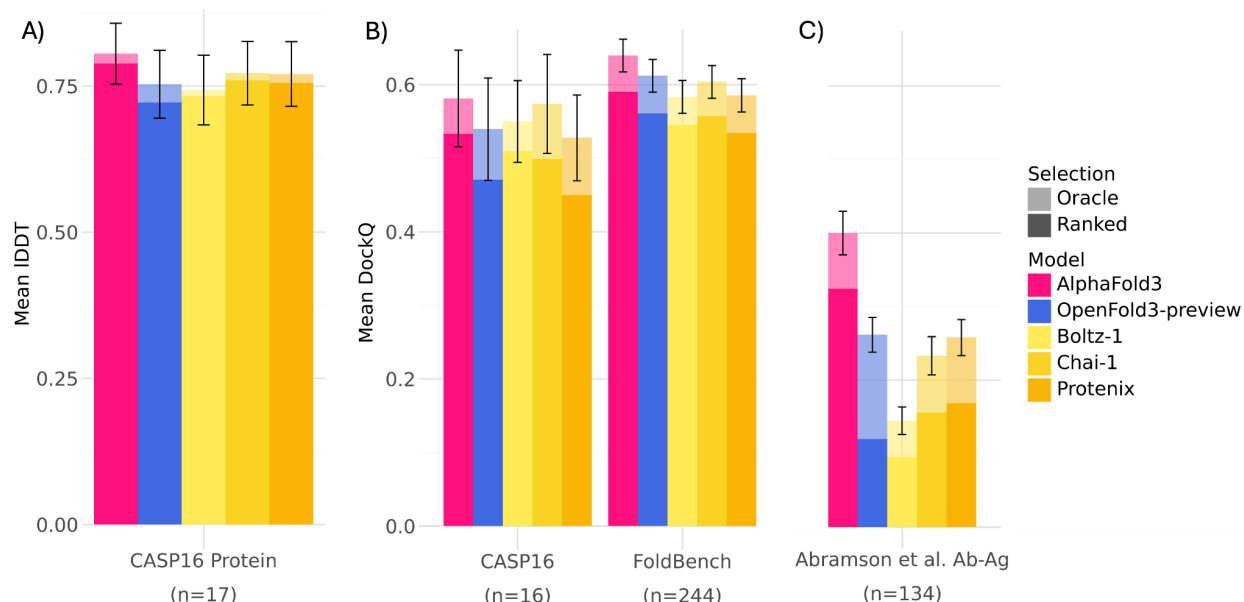 A)
Mean lDDT
0.75
0.50
0.25
0.00
CASP16 Protein
(n=17)
B)
Mean DockQ
0.6
0.4
0.2
0.0
CASP16
(n=16)
FoldBench
(n=244)
C)
Abramson et al. Ab-Ag
(n=134)
Selection
Oracle
Ranked
Model
AlphaFold3
OpenFold3-preview
Boltz-1
Chai-1
Protenix